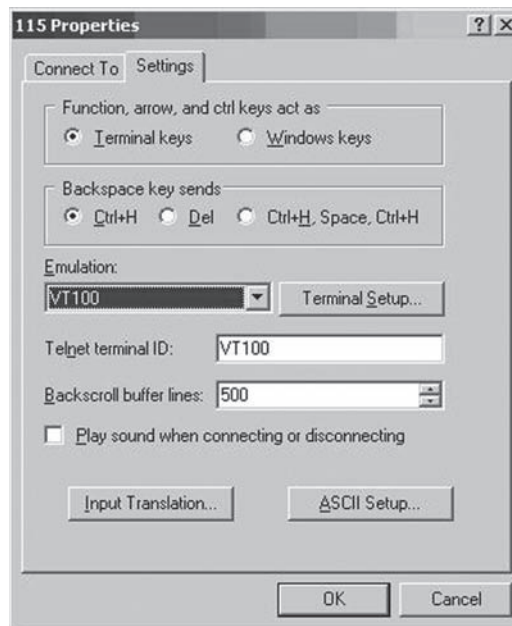 115 Properties
? X
Connect To Settings
Function, arrow, and ctrl keys act as
Terminal keys Windows keys
Backspace key sends
Ctrl+H Del Ctrl+H, Space, Ctrl+H
Emulation:
VT100 Terminal Setup...
Telnet terminal ID: VT100
Backscroll buffer lines: 500
Play sound when connecting or disconnecting
Input Translation... ASCII Setup...
OK Cancel